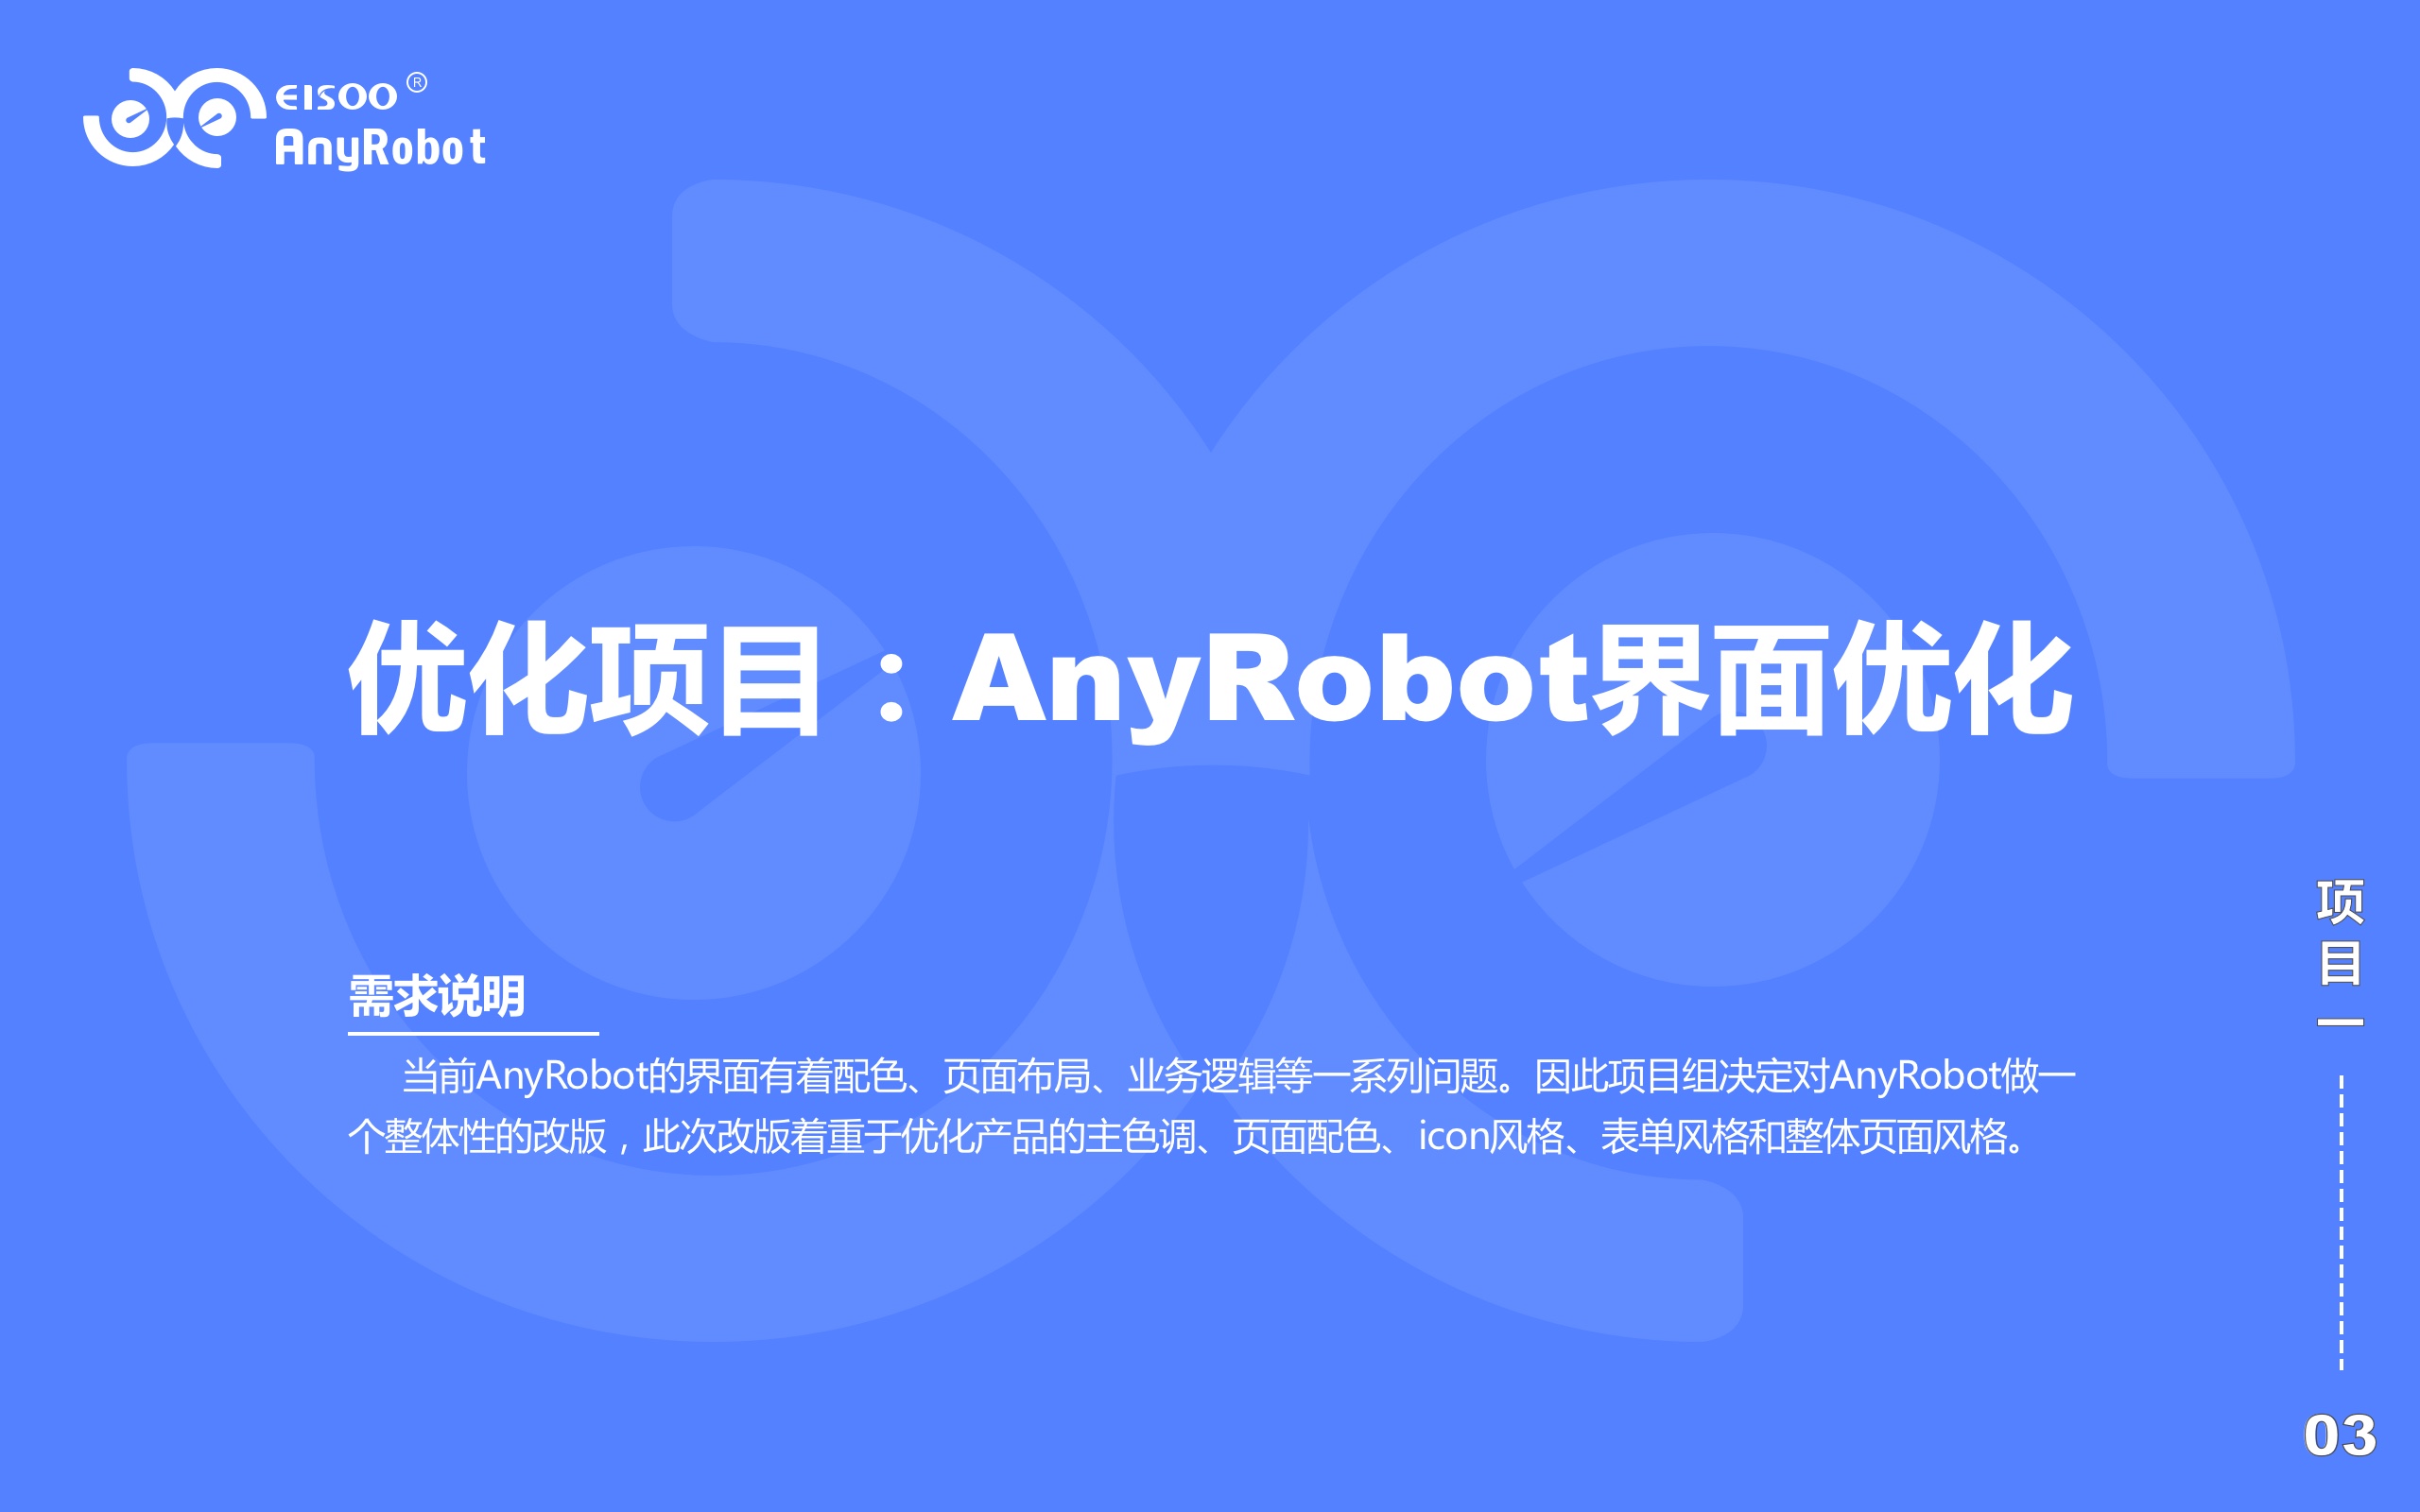 EISOO ®
AnyRobot
优化项目：AnyRobot界面优化
需求说明
当前AnyRobot的界面有着配色、页面布局、业务逻辑等一系列问题。因此项目组决定对AnyRobot做一
个整体性的改版，此次改版着重于优化产品的主色调、页面配色、icon风格、表单风格和整体页面风格。
项目一
03